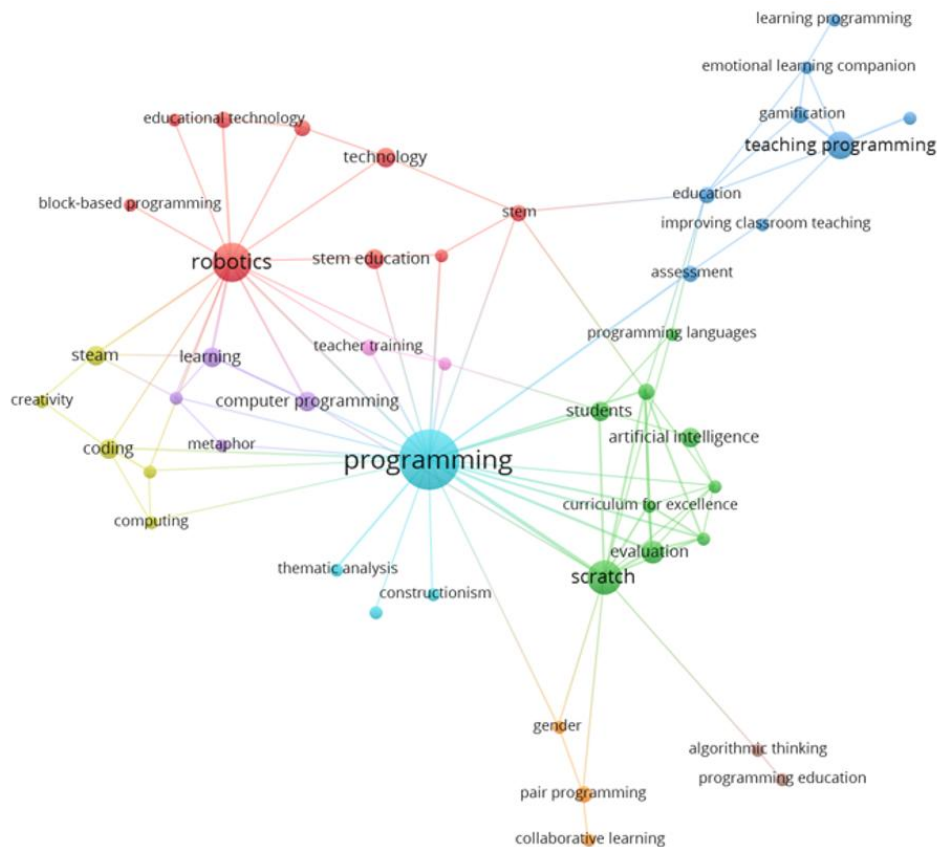 learning programming
emotional learning companion
gamification
educational technology
teaching programming
technology
education
block-based programming
stem
improving classroom teaching
robotics
stem education
assessment
programming languages
teacher training
steam
learning
creativity
computer programming
students
artificial intelligence
metaphor
coding
programming
curriculum for excellence
computing
evaluation
thematic analysis
scratch
constructionism
gender
algorithmic thinking
programming education
pair programming
collaborative learning